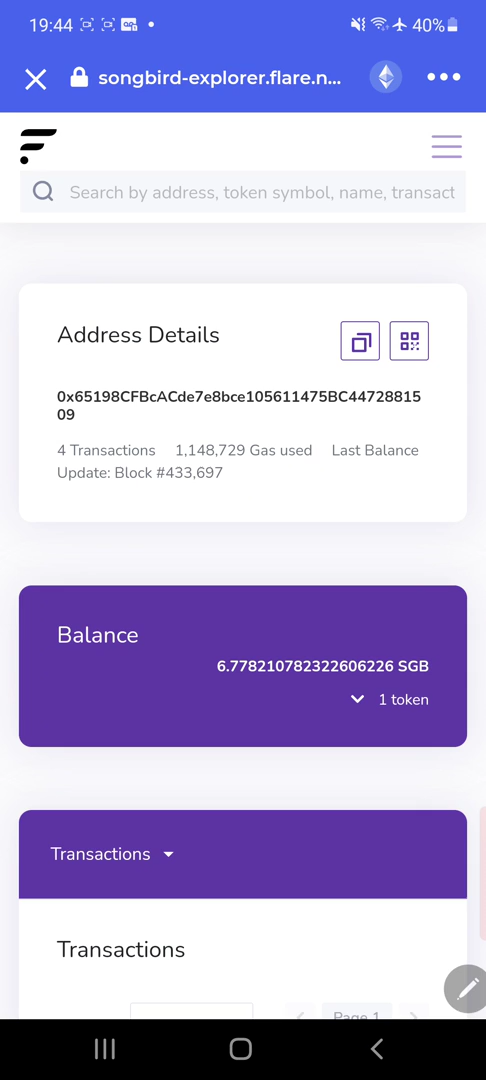 19:44 40%
songbird-explorer.flare.n...
Search by address, token symbol, name, transact
Address Details
0x65198CFBcACde7e8bce105611475BC44728815
09
4 Transactions 1,148,729 Gas used Last Balance
Update: Block #433,697
Balance
6.778210782322606226 SGB
1 token
Transactions
Transactions
Page 1